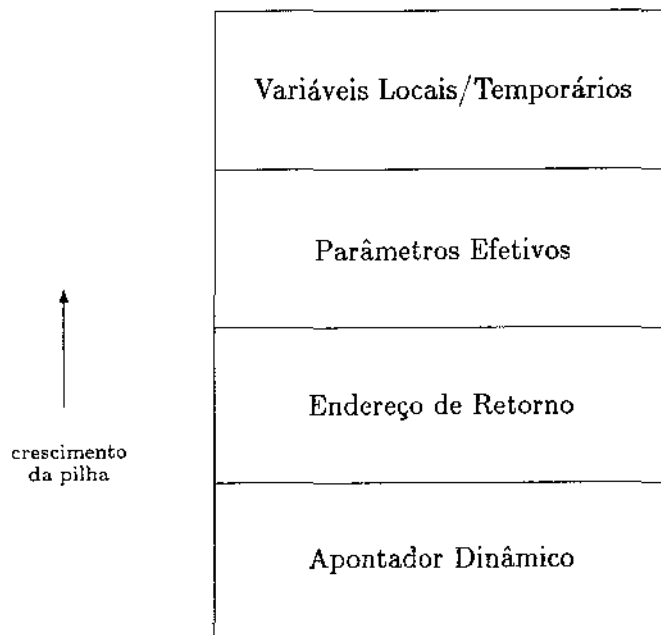 Variáveis Locais/Temporários
Parâmetros Efetivos
Endereço de Retorno
crescimento
da pilha
Apontador Dinâmico